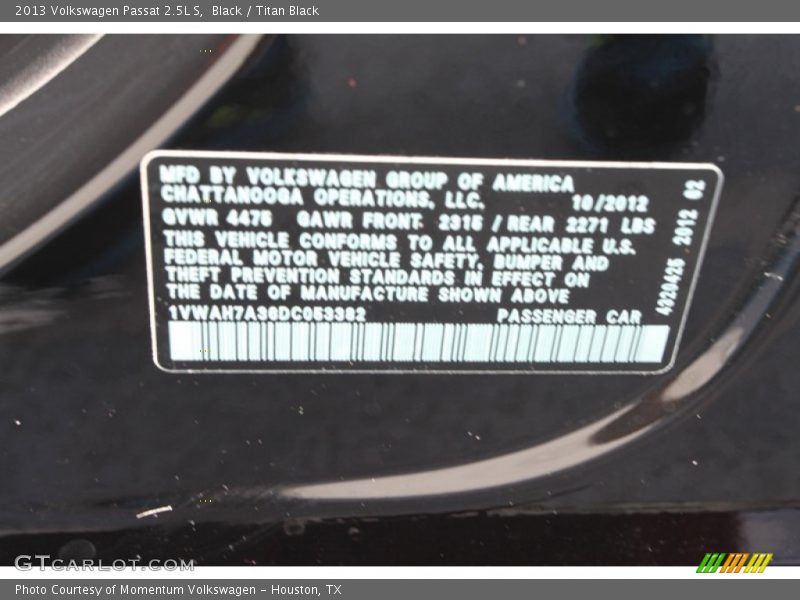 2013 Volkswagen Passat 2.5L S, Black / Titan Black
MFD BY VOLKSWAGEN GROUP OF AMERICA
CHATTANOOGA OPERATIONS, LLC. 10/2012
GVWR 4475 GAWR FRONT 2315 / REAR 2271 LBS
THIS VEHICLE CONFORMS TO ALL APPLICABLE U.S.
FEDERAL MOTOR VEHICLE SAFETY, BUMPER AND
THEFT PREVENTION STANDARDS IN EFFECT ON
THE DATE OF MANUFACTURE SHOWN ABOVE
PASSENGER CAR
2012 02
GTCARLOT.COM
Photo Courtesy of Momentum Volkswagen – Houston, TX